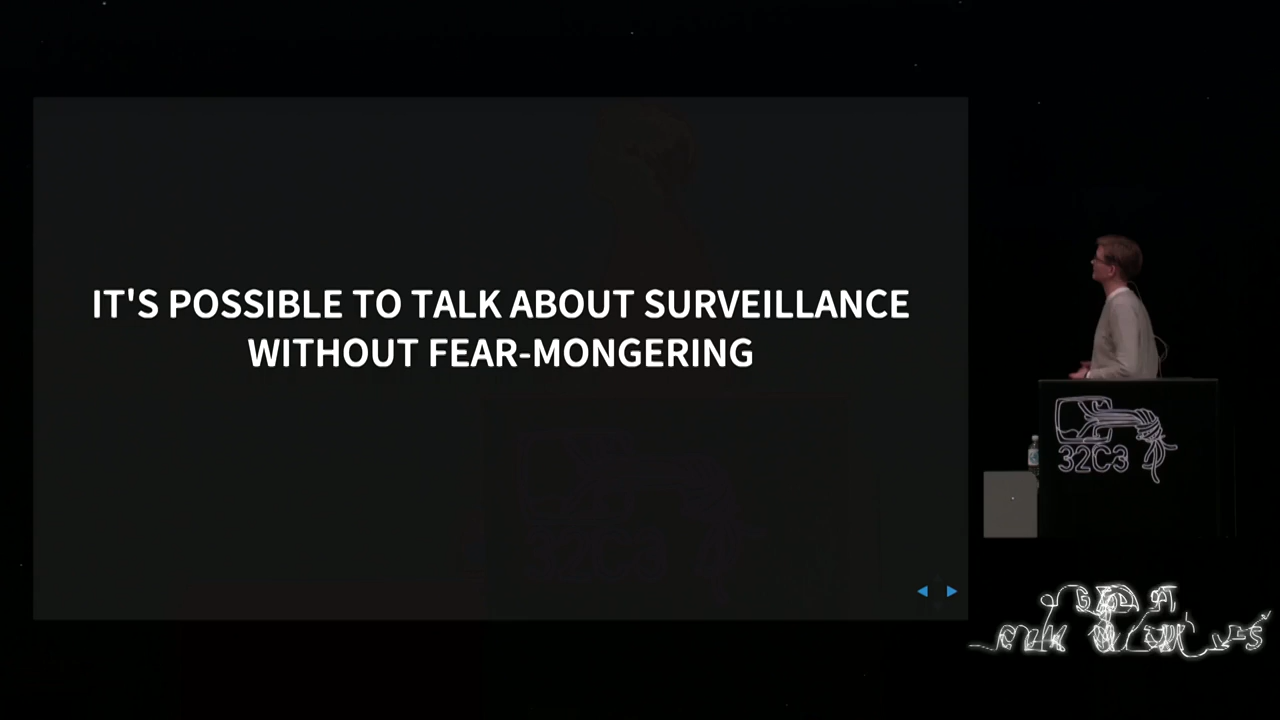 IT'S POSSIBLE TO TALK ABOUT SURVEILLANCE
WITHOUT FEAR-MONGERING
32C3